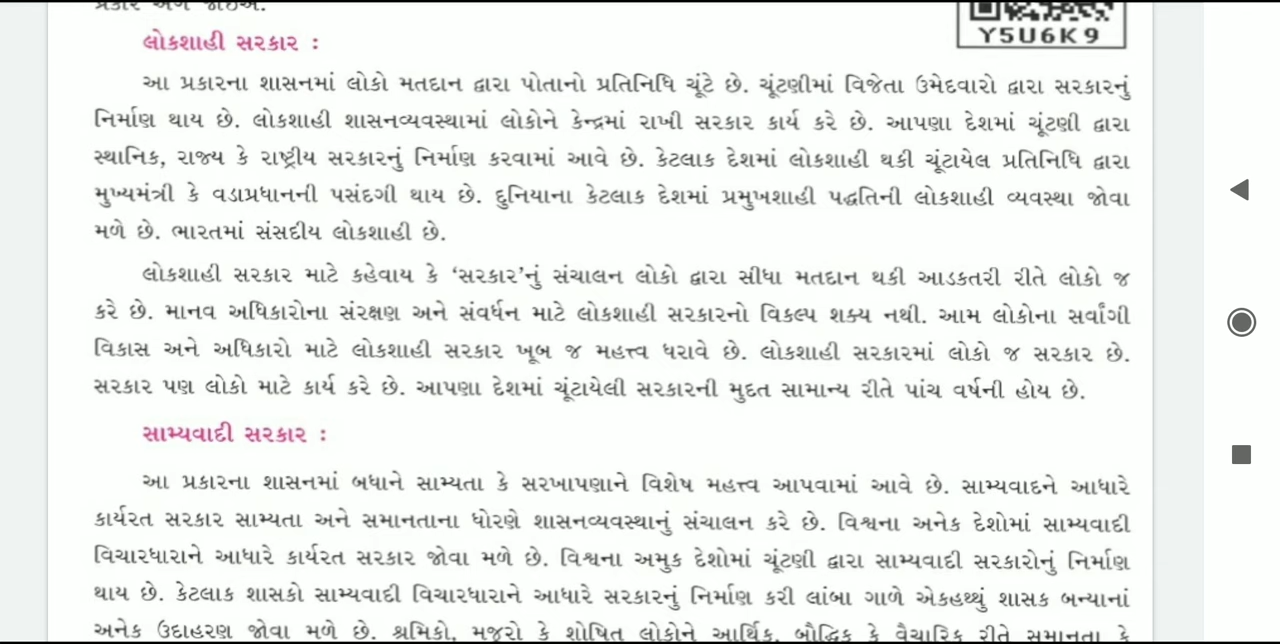 પ્રકાર અંગે જોઈએ.
Y5U6K9
લોકશાહી સરકાર :
આ પ્રકારના શાસનમાં લોકો મતદાન દ્વારા પોતાનો પ્રતિનિધિ ચૂંટે છે. ચૂંટણીમાં વિજેતા ઉમેદવારો દ્વારા સરકારનું
નિર્માણ થાય છે. લોકશાહી શાસનવ્યવસ્થામાં લોકોને કેન્દ્રમાં રાખી સરકાર કાર્ય કરે છે. આપણા દેશમાં ચૂંટણી દ્વારા
સ્થાનિક, રાજ્ય કે રાષ્ટ્રીય સરકારનું નિર્માણ કરવામાં આવે છે. કેટલાક દેશમાં લોકશાહી થકી ચૂંટાયેલ પ્રતિનિધિ દ્વારા
મુખ્યમંત્રી કે વડાપ્રધાનની પસંદગી થાય છે. દુનિયાના કેટલાક દેશમાં પ્રમુખશાહી પદ્ધતિની લોકશાહી વ્યવસ્થા જોવા
મળે છે. ભારતમાં સંસદીય લોકશાહી છે.
લોકશાહી સરકાર માટે કહેવાય કે ‘સરકાર’નું સંચાલન લોકો દ્વારા સીધા મતદાન થકી આડકતરી રીતે લોકો જ
કરે છે. માનવ અધિકારોના સંરક્ષણ અને સંવર્ધન માટે લોકશાહી સરકારનો વિકલ્પ શક્ય નથી. આમ લોકોના સર્વાંગી
વિકાસ અને અધિકારો માટે લોકશાહી સરકાર ખૂબ જ મહત્ત્વ ધરાવે છે. લોકશાહી સરકારમાં લોકો જ સરકાર છે.
સરકાર પણ લોકો માટે કાર્ય કરે છે. આપણા દેશમાં ચૂંટાયેલી સરકારની મુદત સામાન્ય રીતે પાંચ વર્ષની હોય છે.
સામ્યવાદી સરકાર :
આ પ્રકારના શાસનમાં બધાને સામ્યતા કે સરખાપણાને વિશેષ મહત્ત્વ આપવામાં આવે છે. સામ્યવાદને આધારે
કાર્યરત સરકાર સામ્યતા અને સમાનતાના ધોરણે શાસનવ્યવસ્થાનું સંચાલન કરે છે. વિશ્વના અનેક દેશોમાં સામ્યવાદી
વિચારધારાને આધારે કાર્યરત સરકાર જોવા મળે છે. વિશ્વના અમુક દેશોમાં ચૂંટણી દ્વારા સામ્યવાદી સરકારોનું નિર્માણ
થાય છે. કેટલાક શાસકો સામ્યવાદી વિચારધારાને આધારે સરકારનું નિર્માણ કરી લાંબા ગાળે એકહથ્થું શાસક બન્યાનાં
અનેક ઉદાહરણ જોવા મળે છે. શ્રમિકો, મજૂરો કે શોષિત લોકોને આર્થિક, બૌદ્ધિક કે વૈચારિક રીતે સમાનતા કે